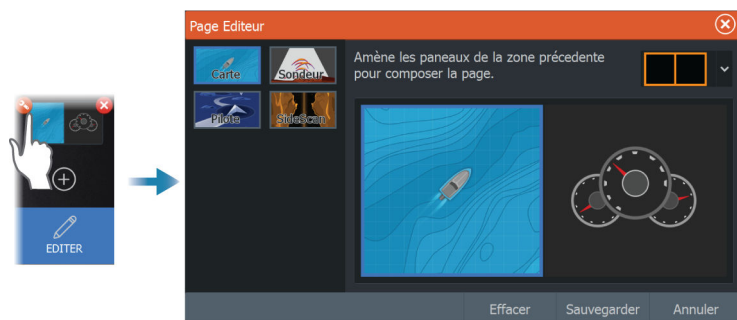 Page Editeur
Carte
Sondeur
Pilote
SideScan
Amène les paneaux de la zone précedente
pour composer la page.
EDITER
Effacer
Sauvegarder
Annuler